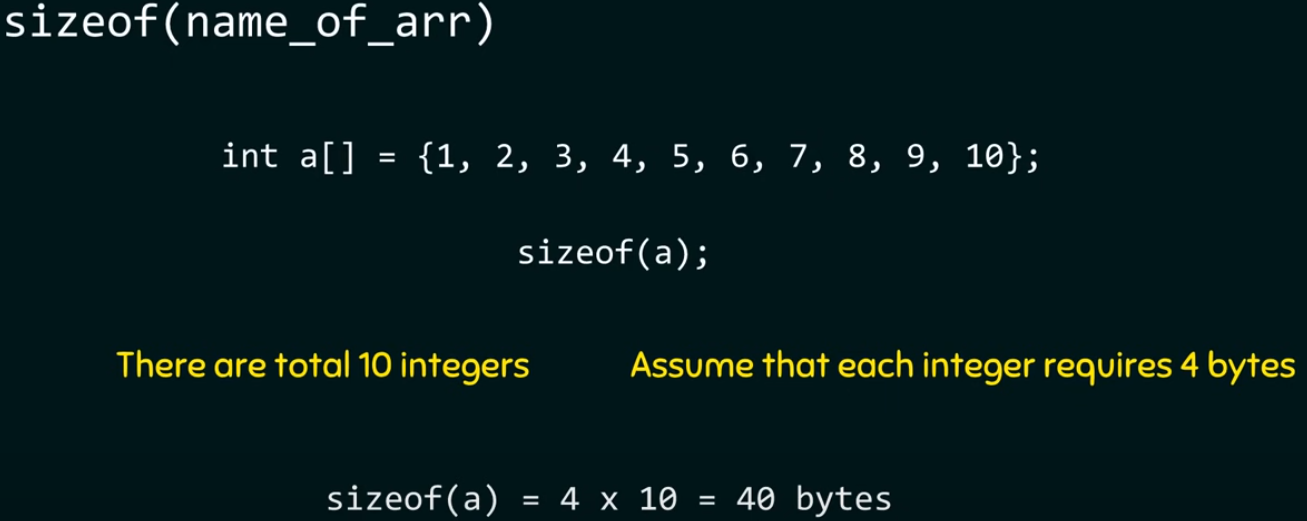 sizeof(name_of_arr)
int a[] = {1, 2, 3, 4, 5, 6, 7, 8, 9, 10};
sizeof(a);
There are total 10 integers Assume that each integer requires 4 bytes
sizeof(a) = 4 x 10 = 40 bytes